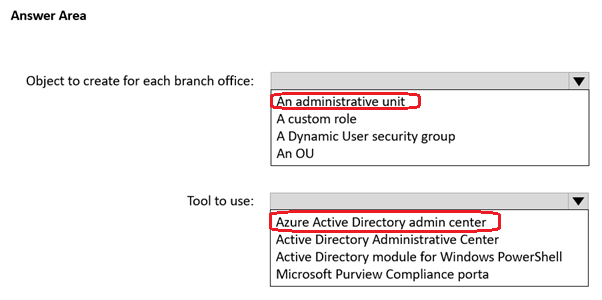 Answer Area
Object to create for each branch office:
An administrative unit
A custom role
A Dynamic User security group
An OU
Tool to use:
Azure Active Directory admin center
Active Directory Administrative Center
Active Directory module for Windows PowerShell
Microsoft Purview Compliance porta